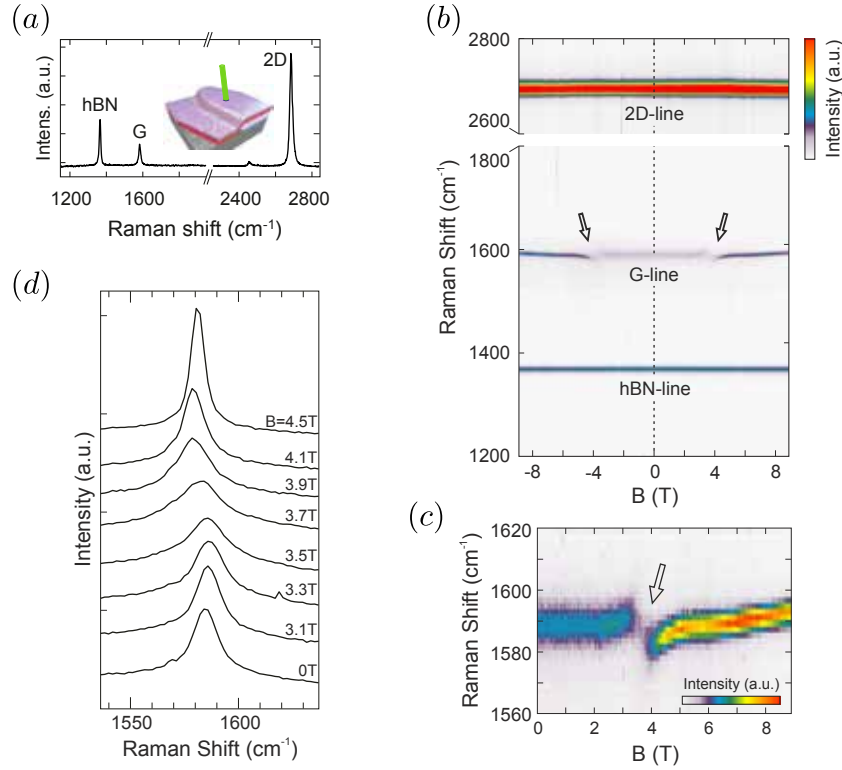 (a)
Intens. (a.u.)
hBN
G
2D
1200 1600 2400 2800
Raman shift (cm⁻¹)
(b)
2800
2600
1800
1600
1400
1200
Raman Shift (cm⁻¹)
2D-line
G-line
hBN-line
-8 -4 0 4 8
B (T)
Intensity (a.u.)
(c)
1620
1600
1580
1560
Raman Shift (cm⁻¹)
Intensity (a.u.)
0 2 4 6 8
B (T)
(d)
Intensity (a.u.)
B=4.5T
4.1T
3.9T
3.7T
3.5T
3.3T
3.1T
0T
1550 1600
Raman Shift (cm⁻¹)